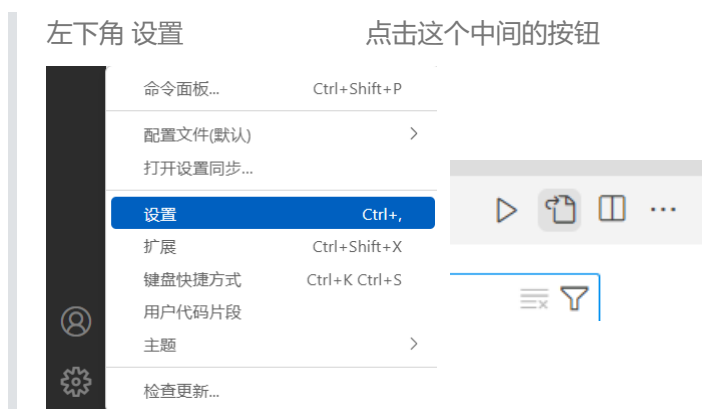 左下角 设置 点击这个中间的按钮
命令面板... Ctrl+Shift+P
配置文件(默认)
打开设置同步...
设置 Ctrl+,
扩展 Ctrl+Shift+X
键盘快捷方式 Ctrl+K Ctrl+S
用户代码片段
主题
检查更新...